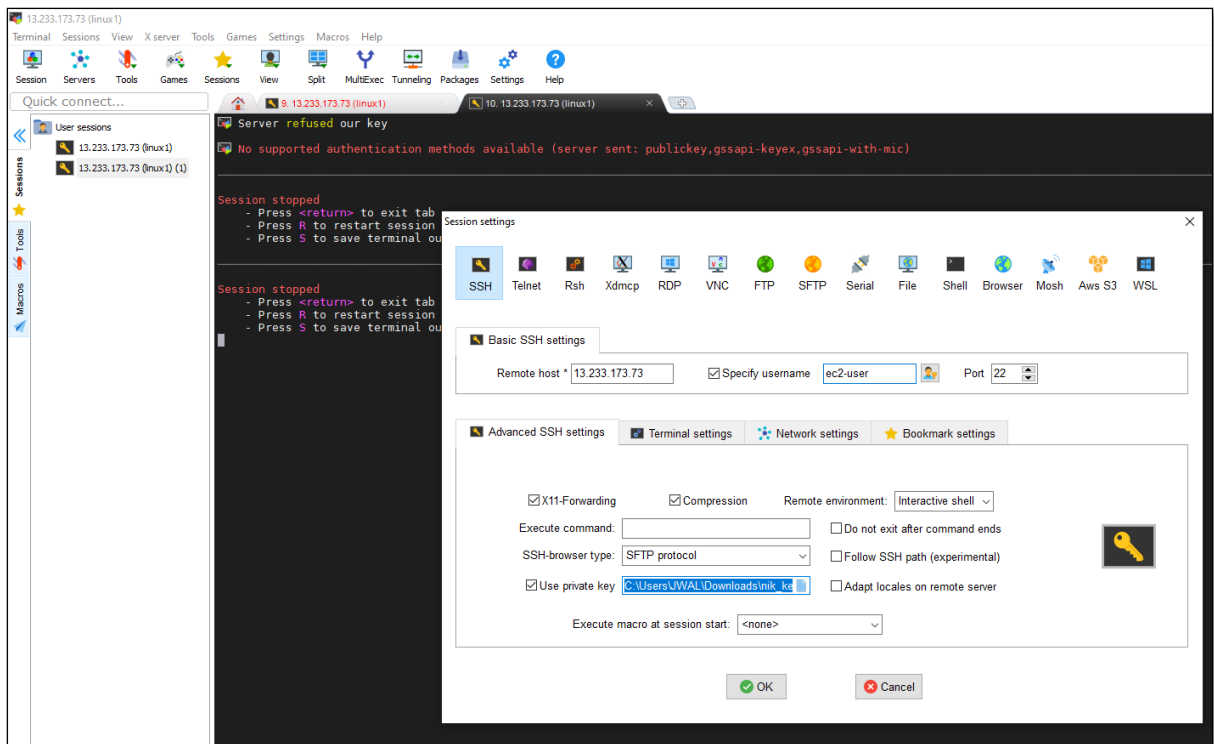 13.233.173.73 (linux1)
Terminal Sessions View X server Tools Games Settings Macros Help
Session Servers Tools Games Sessions View Split MultiExec Tunneling Packages Settings Help
Quick connect...
9. 13.233.173.73 (linux1)
10. 13.233.173.73 (linux1)
User sessions
13.233.173.73 (linux1)
13.233.173.73 (linux1) (1)
Sessions
Tools
Macros
Server refused our key
No supported authentication methods available (server sent: publickey,gssapi-keyex,gssapi-with-mic)
Session stopped
- Press <return> to exit tab
- Press R to restart session
- Press S to save terminal ou
Session stopped
- Press <return> to exit tab
- Press R to restart session
- Press S to save terminal ou
Session settings
SSH Telnet Rsh Xdmcp RDP VNC FTP SFTP Serial File Shell Browser Mosh Aws S3 WSL
Basic SSH settings
Remote host * 13.233.173.73 Specify username ec2-user Port 22
Advanced SSH settings Terminal settings Network settings Bookmark settings
X11-Forwarding Compression Remote environment: Interactive shell
Execute command: Do not exit after command ends
SSH-browser type: SFTP protocol Follow SSH path (experimental)
Use private key C:\Users\JWAL\Downloads\nik_ke Adapt locales on remote server
Execute macro at session start: <none>
OK Cancel